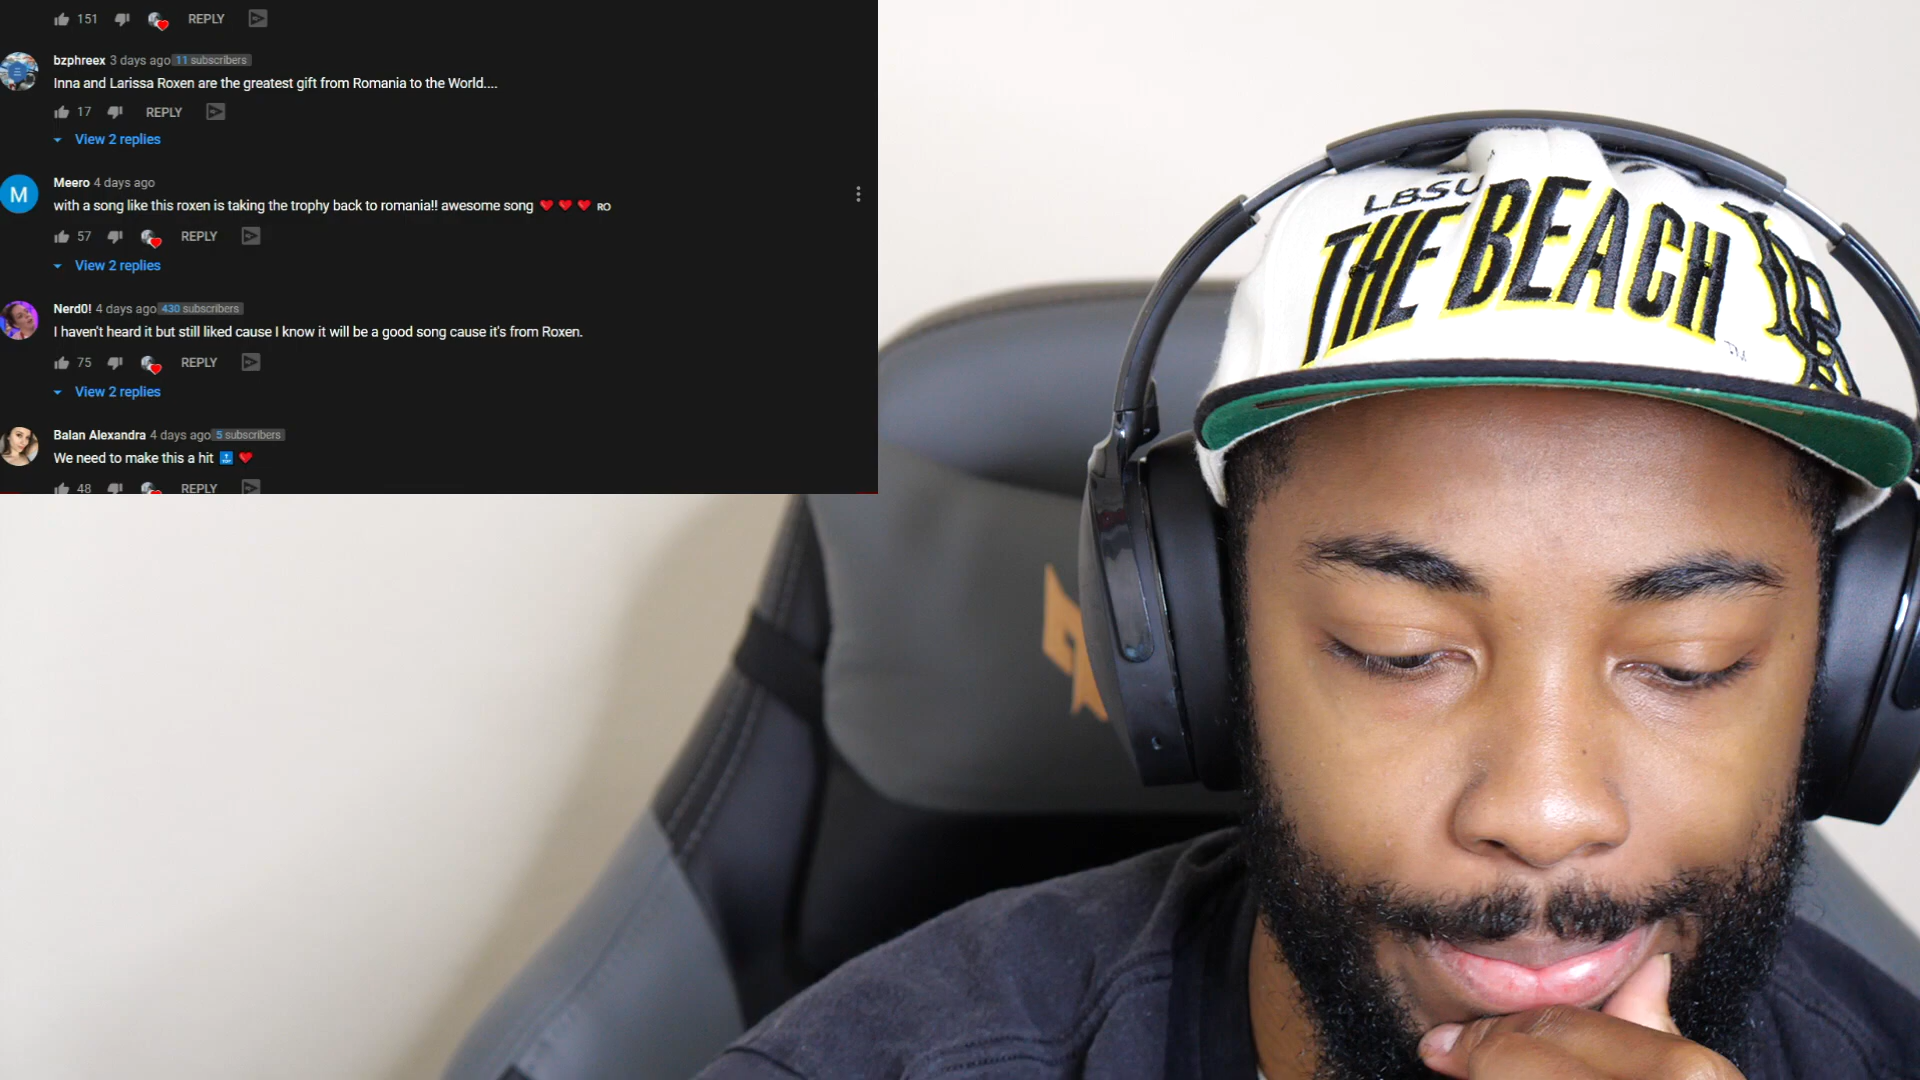 151 REPLY
bzphreex 3 days ago 11 subscribers
Inna and Larissa Roxen are the greatest gift from Romania to the World....
17 REPLY
View 2 replies
M
Meero 4 days ago
with a song like this roxen is taking the trophy back to romania!! awesome song ❤️❤️❤️ RO
57 REPLY
View 2 replies
Nerd0! 4 days ago 430 subscribers
I haven't heard it but still liked cause I know it will be a good song cause it's from Roxen.
75 REPLY
View 2 replies
Balan Alexandra 4 days ago 5 subscribers
We need to make this a hit 🔝 ❤️
48 REPLY
LBSU
THE BEACH
TM
LB